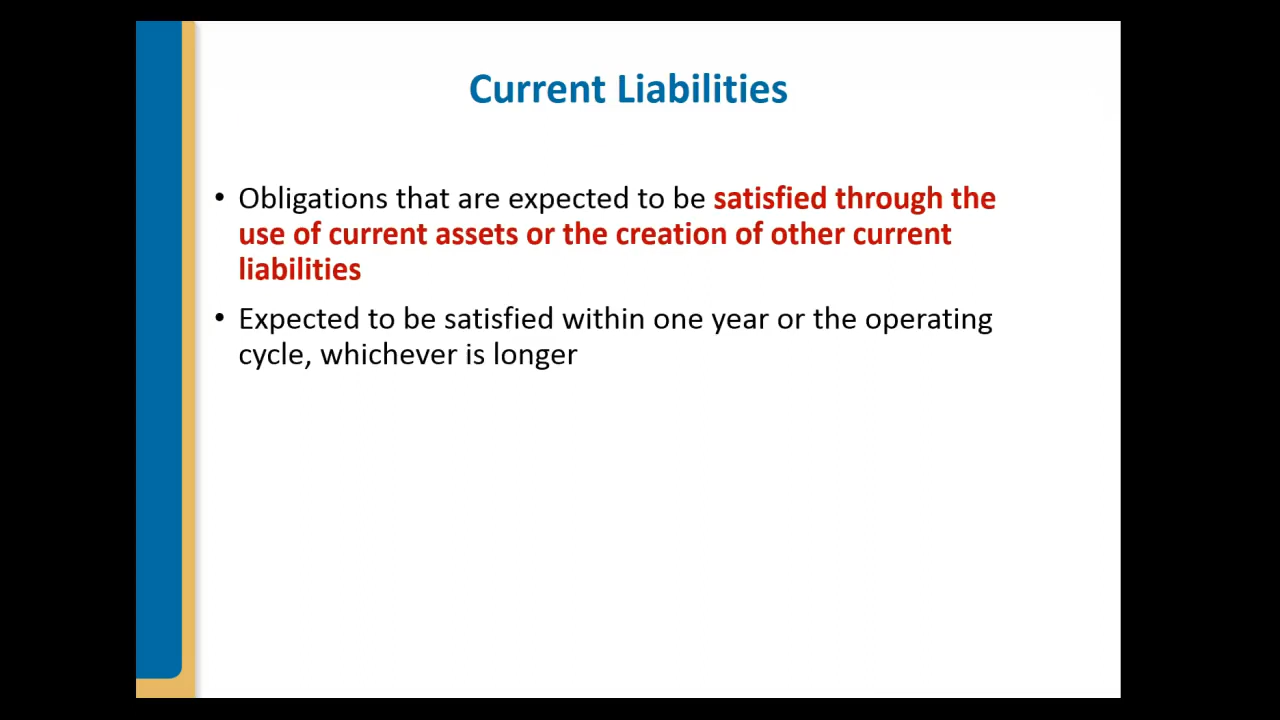 Current Liabilities
• Obligations that are expected to be satisfied through the
use of current assets or the creation of other current
liabilities
• Expected to be satisfied within one year or the operating
cycle, whichever is longer